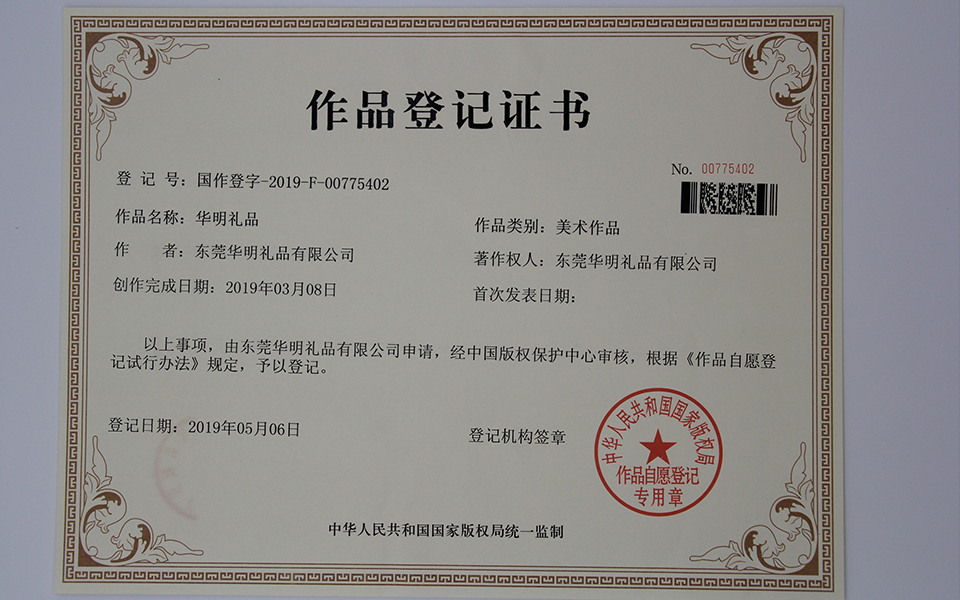 作品登记证书
No. 00775402
登 记 号：国作登字-2019-F-00775402
作品名称：华明礼品
作品类别：美术作品
作 者：东莞华明礼品有限公司
著作权人：东莞华明礼品有限公司
创作完成日期：2019年03月08日
首次发表日期：
以上事项，由东莞华明礼品有限公司申请，经中国版权保护中心审核，根据《作品自愿登
记试行办法》规定，予以登记。
登记日期：2019年05月06日
登记机构签章
中华人民共和国国家版权局
作品自愿登记
专用章
中华人民共和国国家版权局统一监制